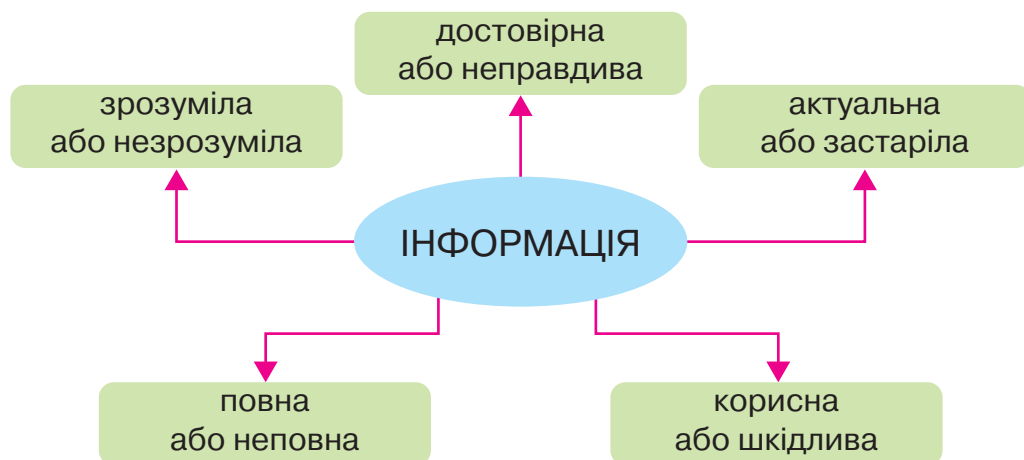 достовірна
або неправдива
зрозуміла
або незрозуміла
актуальна
або застаріла
ІНФОРМАЦІЯ
повна
або неповна
корисна
або шкідлива